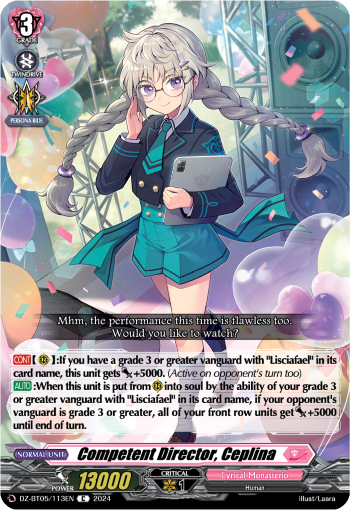 3
GRADE
TWINDRIVE
PERSONA RIDE
Mhm, the performance this time is flawless too.
Would you like to watch?
CONT【 】:If you have a grade 3 or greater vanguard with "Lisciafael" in its
card name, this unit gets +5000. (Active on opponent's turn too)
AUTO:When this unit is put from into soul by the ability of your grade 3
or greater vanguard with "Lisciafael" in its card name, if your opponent's
vanguard is grade 3 or greater, all of your front row units get +5000
until end of turn.
NORMAL UNIT Competent Director, Ceplina
POWER 13000 CRITICAL 1 Lyrical Monasterio
Human
DZ-BT05/113EN C 2024 illust/Laara